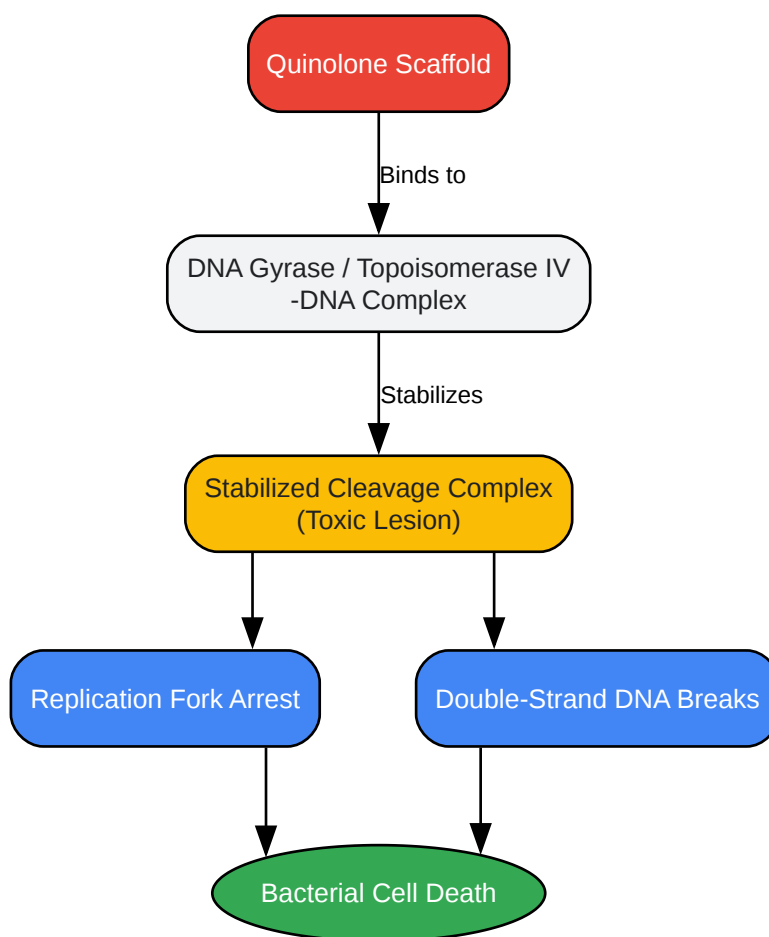 Quinolone Scaffold
Binds to
DNA Gyrase / Topoisomerase IV
-DNA Complex
Stabilizes
Stabilized Cleavage Complex
(Toxic Lesion)
Replication Fork Arrest
Double-Strand DNA Breaks
Bacterial Cell Death